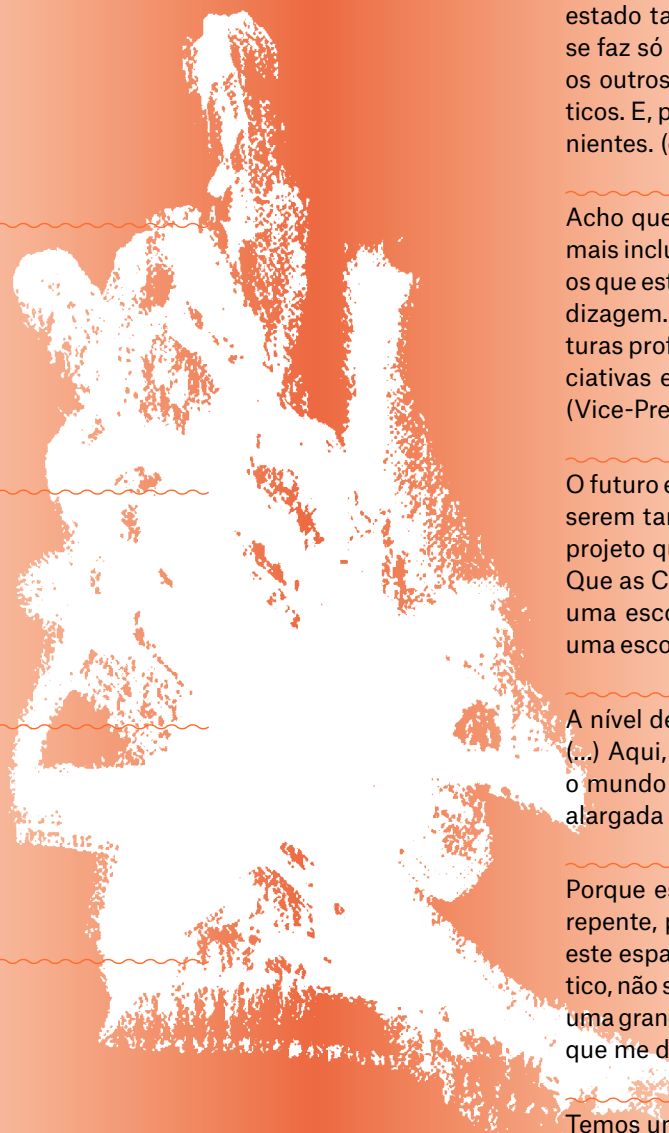 estado ta
se faz só
os outros
ticos. E, p
nientes. (
Acho que
mais inclu
os que est
dizagem.
turas prof
ciativas e
(Vice-Pre
O futuro e
serem tar
projeto qu
Que as C
uma esco
uma esco
A nível de
(...) Aqui,
o mundo
alargada
Porque es
repente, p
este espa
tico, não s
uma gran
que me d
Temos un